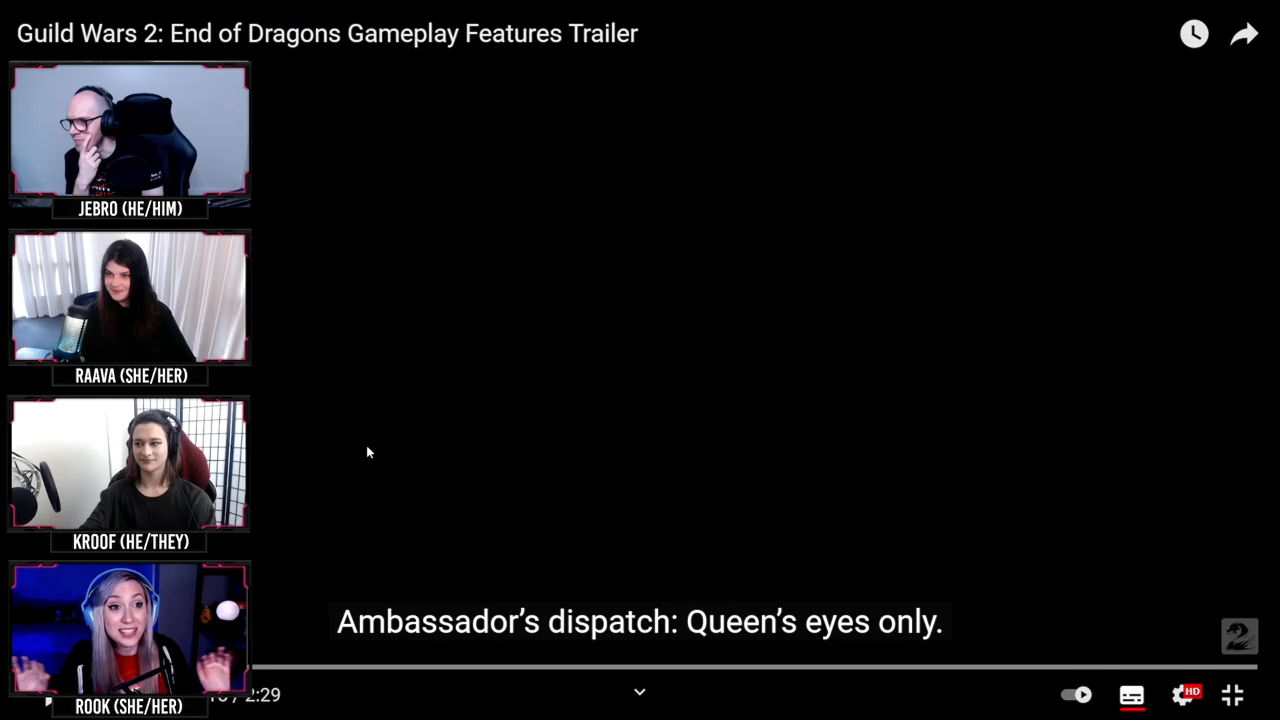 Guild Wars 2: End of Dragons Gameplay Features Trailer
JEBRO (HE/HIM)
RAAVA (SHE/HER)
KROOF (HE/THEY)
Ambassador’s dispatch: Queen’s eyes only.
2
/ 2:29
HD
ROOK (SHE/HER)